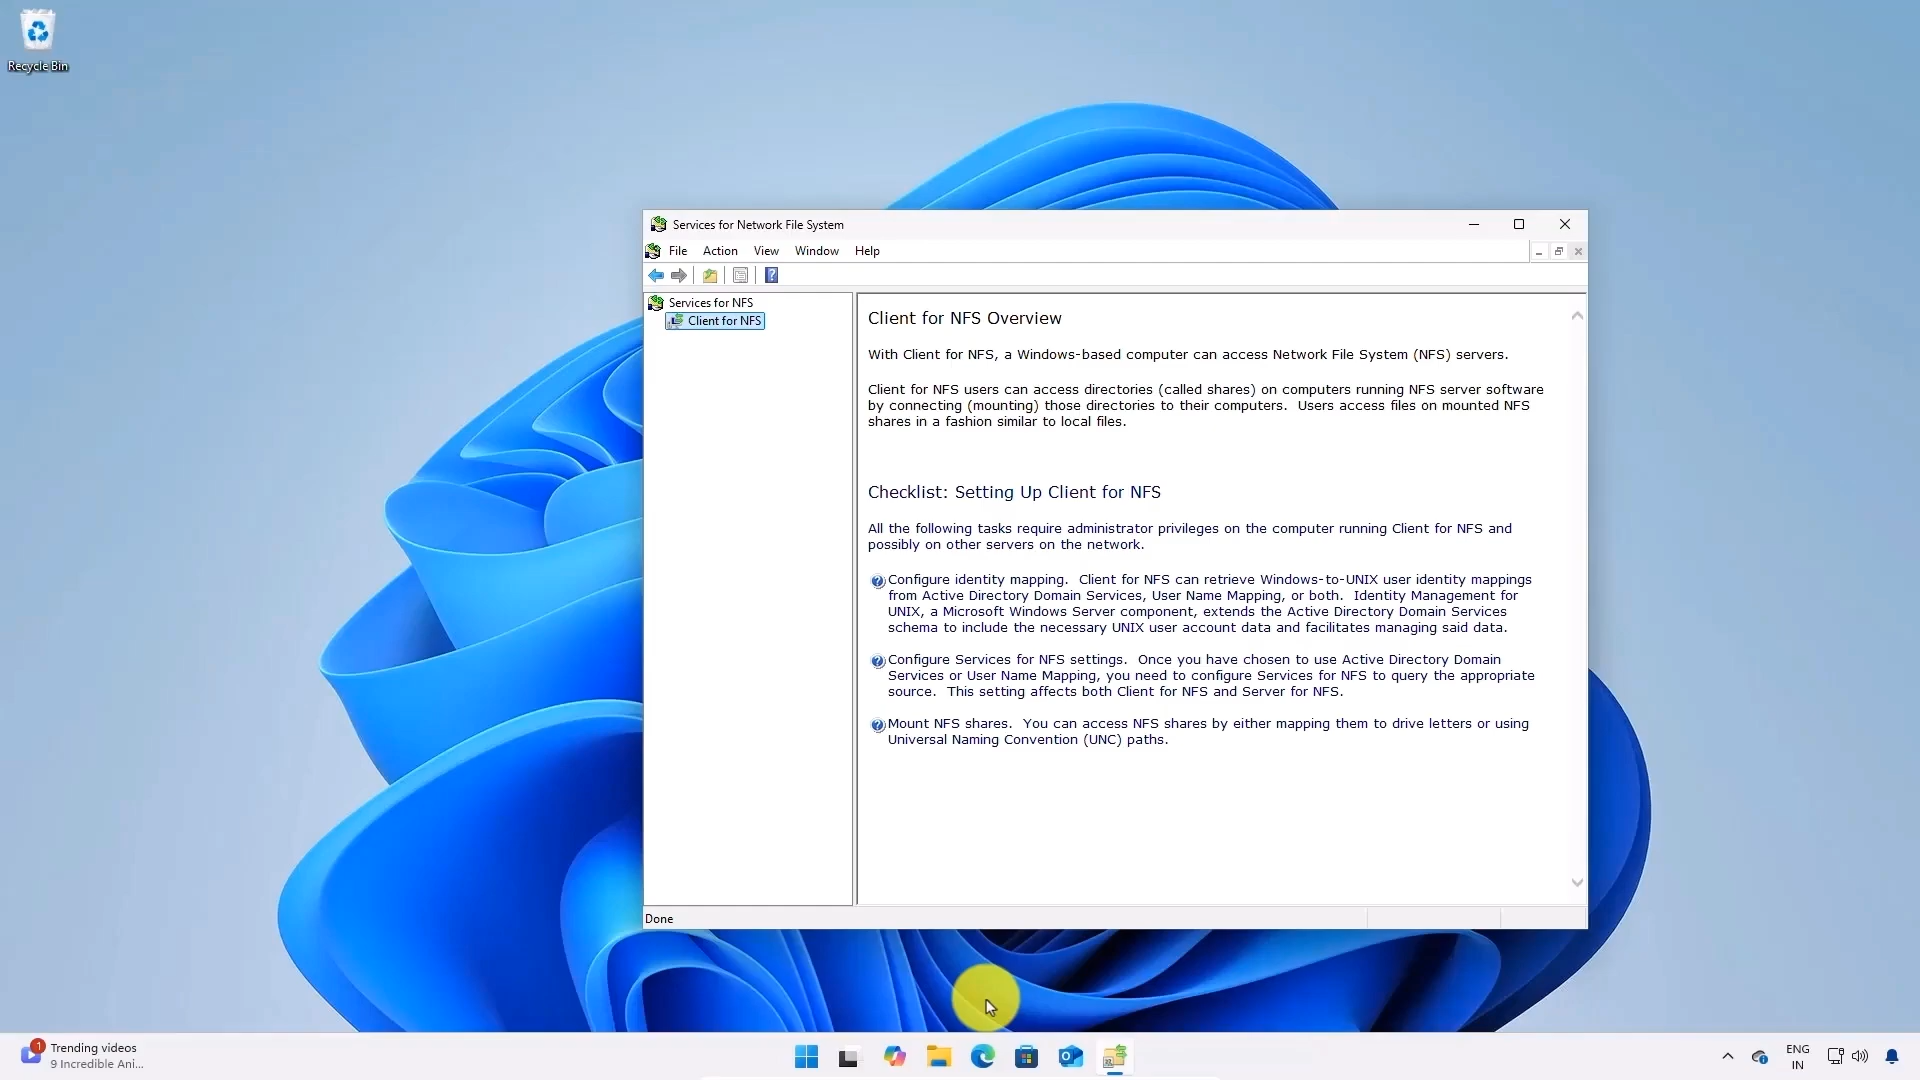 Recycle Bin
Services for Network File System
File Action View Window Help
Services for NFS
Client for NFS
Client for NFS Overview
With Client for NFS, a Windows-based computer can access Network File System (NFS) servers.
Client for NFS users can access directories (called shares) on computers running NFS server software
by connecting (mounting) those directories to their computers. Users access files on mounted NFS
shares in a fashion similar to local files.
Checklist: Setting Up Client for NFS
All the following tasks require administrator privileges on the computer running Client for NFS and
possibly on other servers on the network.
Configure identity mapping. Client for NFS can retrieve Windows-to-UNIX user identity mappings
from Active Directory Domain Services, User Name Mapping, or both. Identity Management for
UNIX, a Microsoft Windows Server component, extends the Active Directory Domain Services
schema to include the necessary UNIX user account data and facilitates managing said data.
Configure Services for NFS settings. Once you have chosen to use Active Directory Domain
Services or User Name Mapping, you need to configure Services for NFS to query the appropriate
source. This setting affects both Client for NFS and Server for NFS.
Mount NFS shares. You can access NFS shares by either mapping them to drive letters or using
Universal Naming Convention (UNC) paths.
Done
1
Trending videos
9 Incredible Ani...
ENG
IN